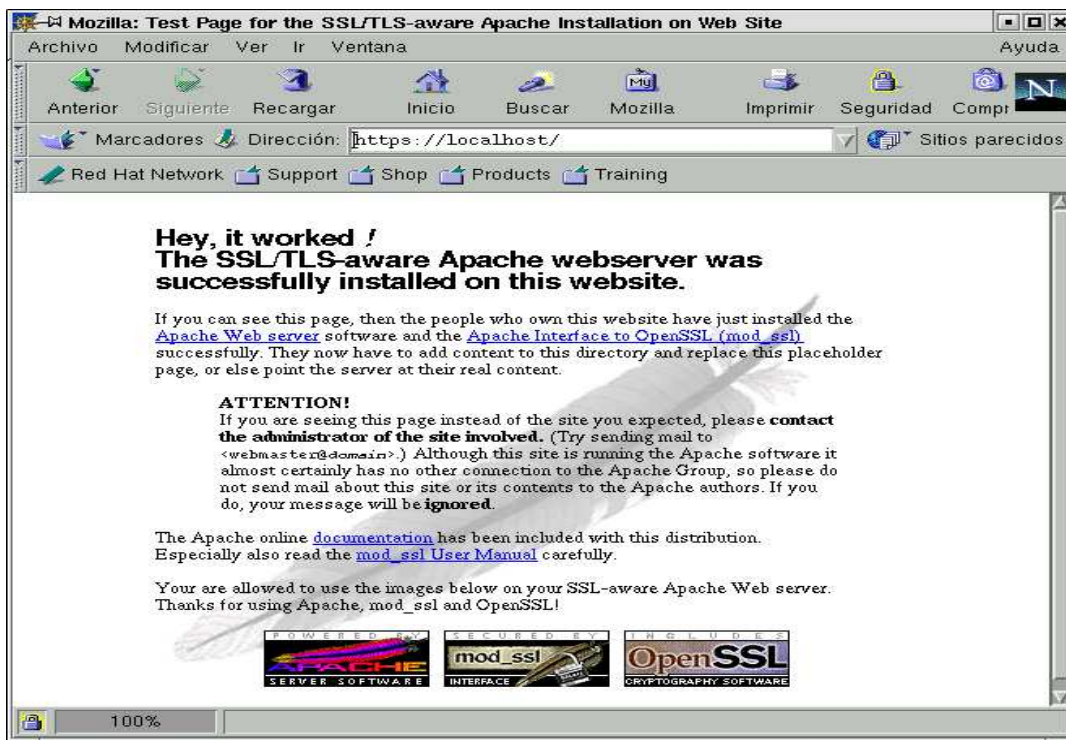 Mozilla: Test Page for the SSL/TLS-aware Apache Installation on Web Site
Archivo Modificar Ver Ir Ventana Ayuda
Anterior Siguiente Recargar Inicio Buscar Mozilla Imprimir Seguridad Compr
My
N
Marcadores Dirección: https://localhost/ Sitios parecidos
Red Hat Network Support Shop Products Training
Hey, it worked !
The SSL/TLS-aware Apache webserver was
successfully installed on this website.
If you can see this page, then the people who own this website have just installed the
Apache Web server software and the Apache Interface to OpenSSL (mod_ssl)
successfully. They now have to add content to this directory and replace this placeholder
page, or else point the server at their real content.
ATTENTION!
If you are seeing this page instead of the site you expected, please contact
the administrator of the site involved. (Try sending mail to
<webmaster@domain>.) Although this site is running the Apache software it
almost certainly has no other connection to the Apache Group, so please do
not send mail about this site or its contents to the Apache authors. If you
do, your message will be ignored.
The Apache online documentation has been included with this distribution.
Especially also read the mod_ssl User Manual carefully.
Your are allowed to use the images below on your SSL-aware Apache Web server.
Thanks for using Apache, mod_ssl and OpenSSL!
POWERED BY
APACHE
SERVER SOFTWARE
SECURED BY
mod_ssl
INTERFACE
INCLUDES
OpenSSL
CRYPTOGRAPHY SOFTWARE
100%